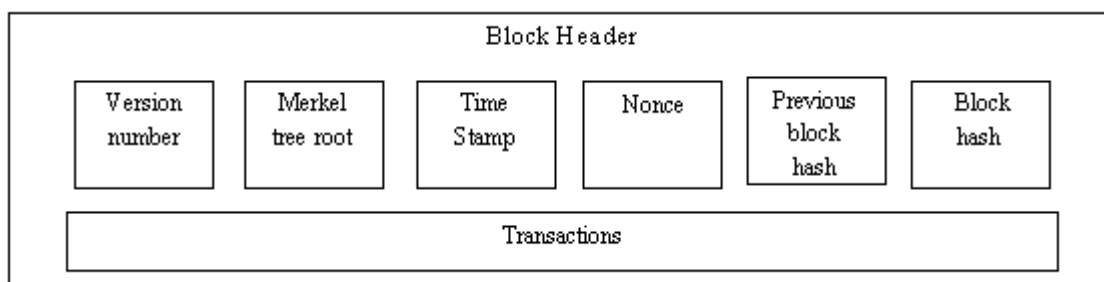 Block Header
Version
number
Merkel
tree root
Time
Stamp
Nonce
Previous
block
hash
Block
hash
Transactions